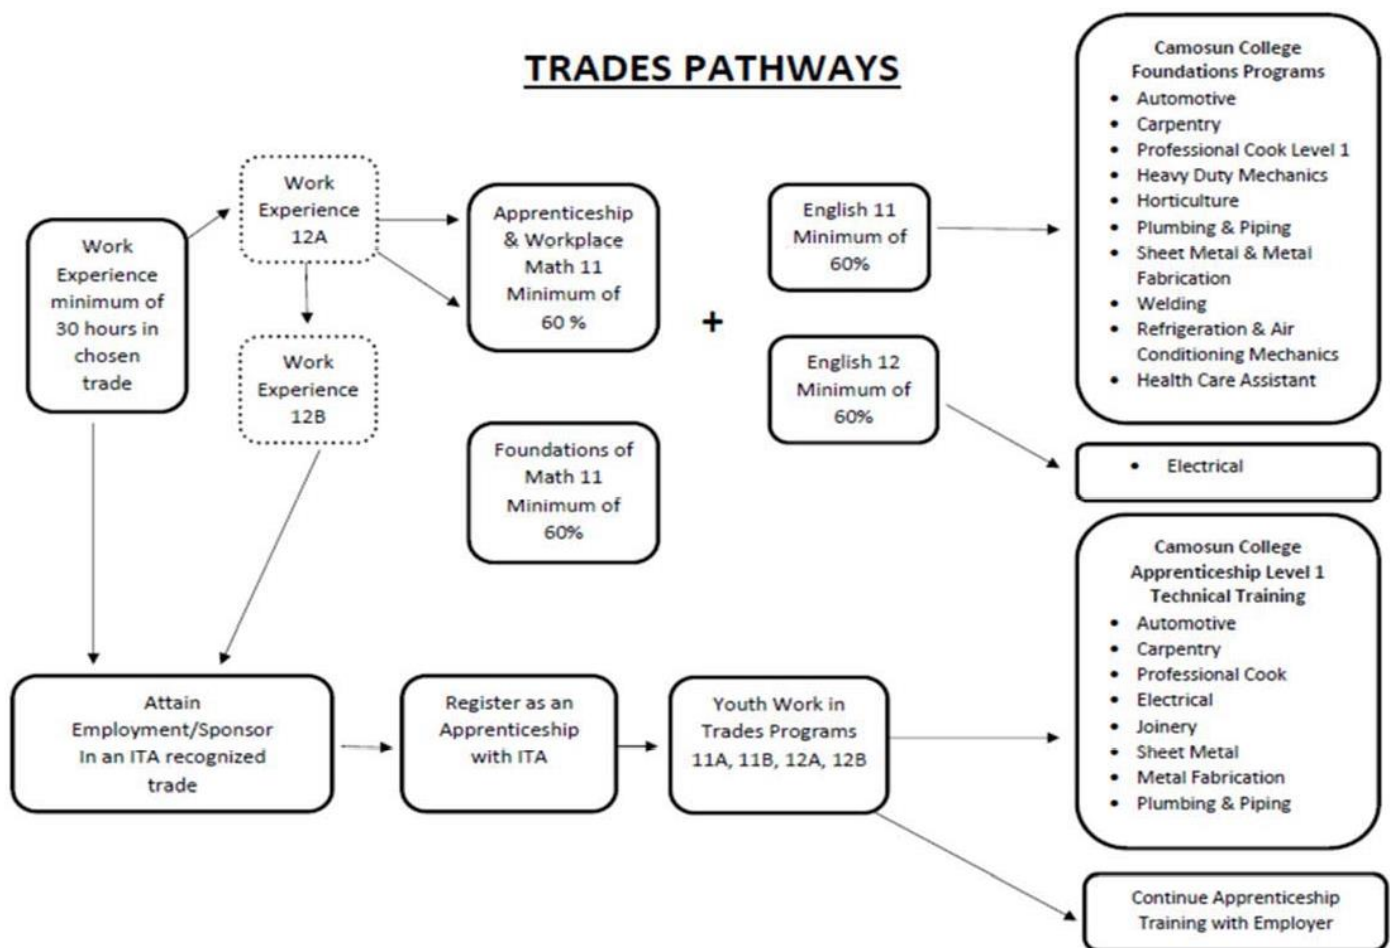 TRADES PATHWAYS
Work
Experience
minimum of
30 hours in
chosen
trade
Work
Experience
12A
Work
Experience
12B
Apprenticeship
& Workplace
Math 11
Minimum of
60 %
Foundations of
Math 11
Minimum of
60%
+
English 11
Minimum of
60%
English 12
Minimum of
60%
Camosun College
Foundations Programs
• Automotive
• Carpentry
• Professional Cook Level 1
• Heavy Duty Mechanics
• Horticulture
• Plumbing & Piping
• Sheet Metal & Metal
Fabrication
• Welding
• Refrigeration & Air
Conditioning Mechanics
• Health Care Assistant
• Electrical
Attain
Employment/Sponsor
In an ITA recognized
trade
Register as an
Apprenticeship
with ITA
Youth Work in
Trades Programs
11A, 11B, 12A, 12B
Camosun College
Apprenticeship Level 1
Technical Training
• Automotive
• Carpentry
• Professional Cook
• Electrical
• Joinery
• Sheet Metal
• Metal Fabrication
• Plumbing & Piping
Continue Apprenticeship
Training with Employer